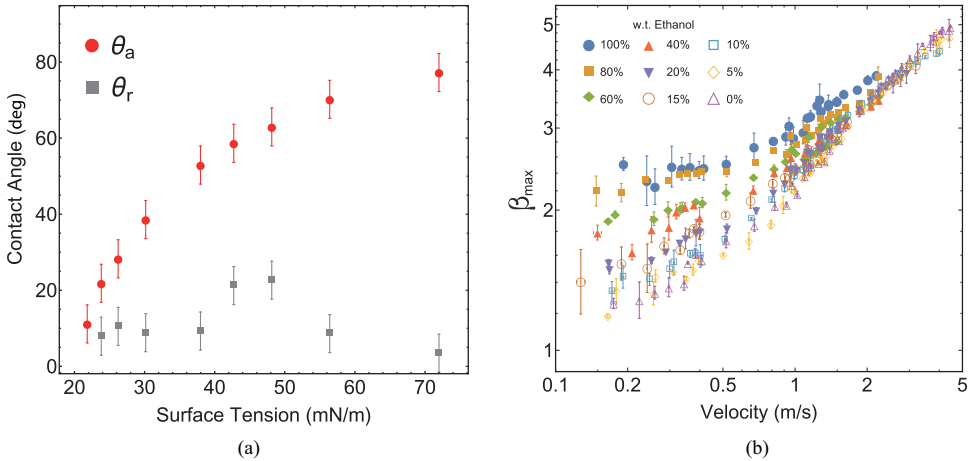 (a)
θa
θr
Contact Angle (deg)
80
60
40
20
0
20
30
40
50
60
70
Surface Tension (mN/m)
(b)
w.t. Ethanol
100%
40%
10%
80%
20%
5%
60%
15%
0%
βmax
5
4
3
2
1
0.1
0.2
0.5
1
2
5
Velocity (m/s)
(a)
(b)